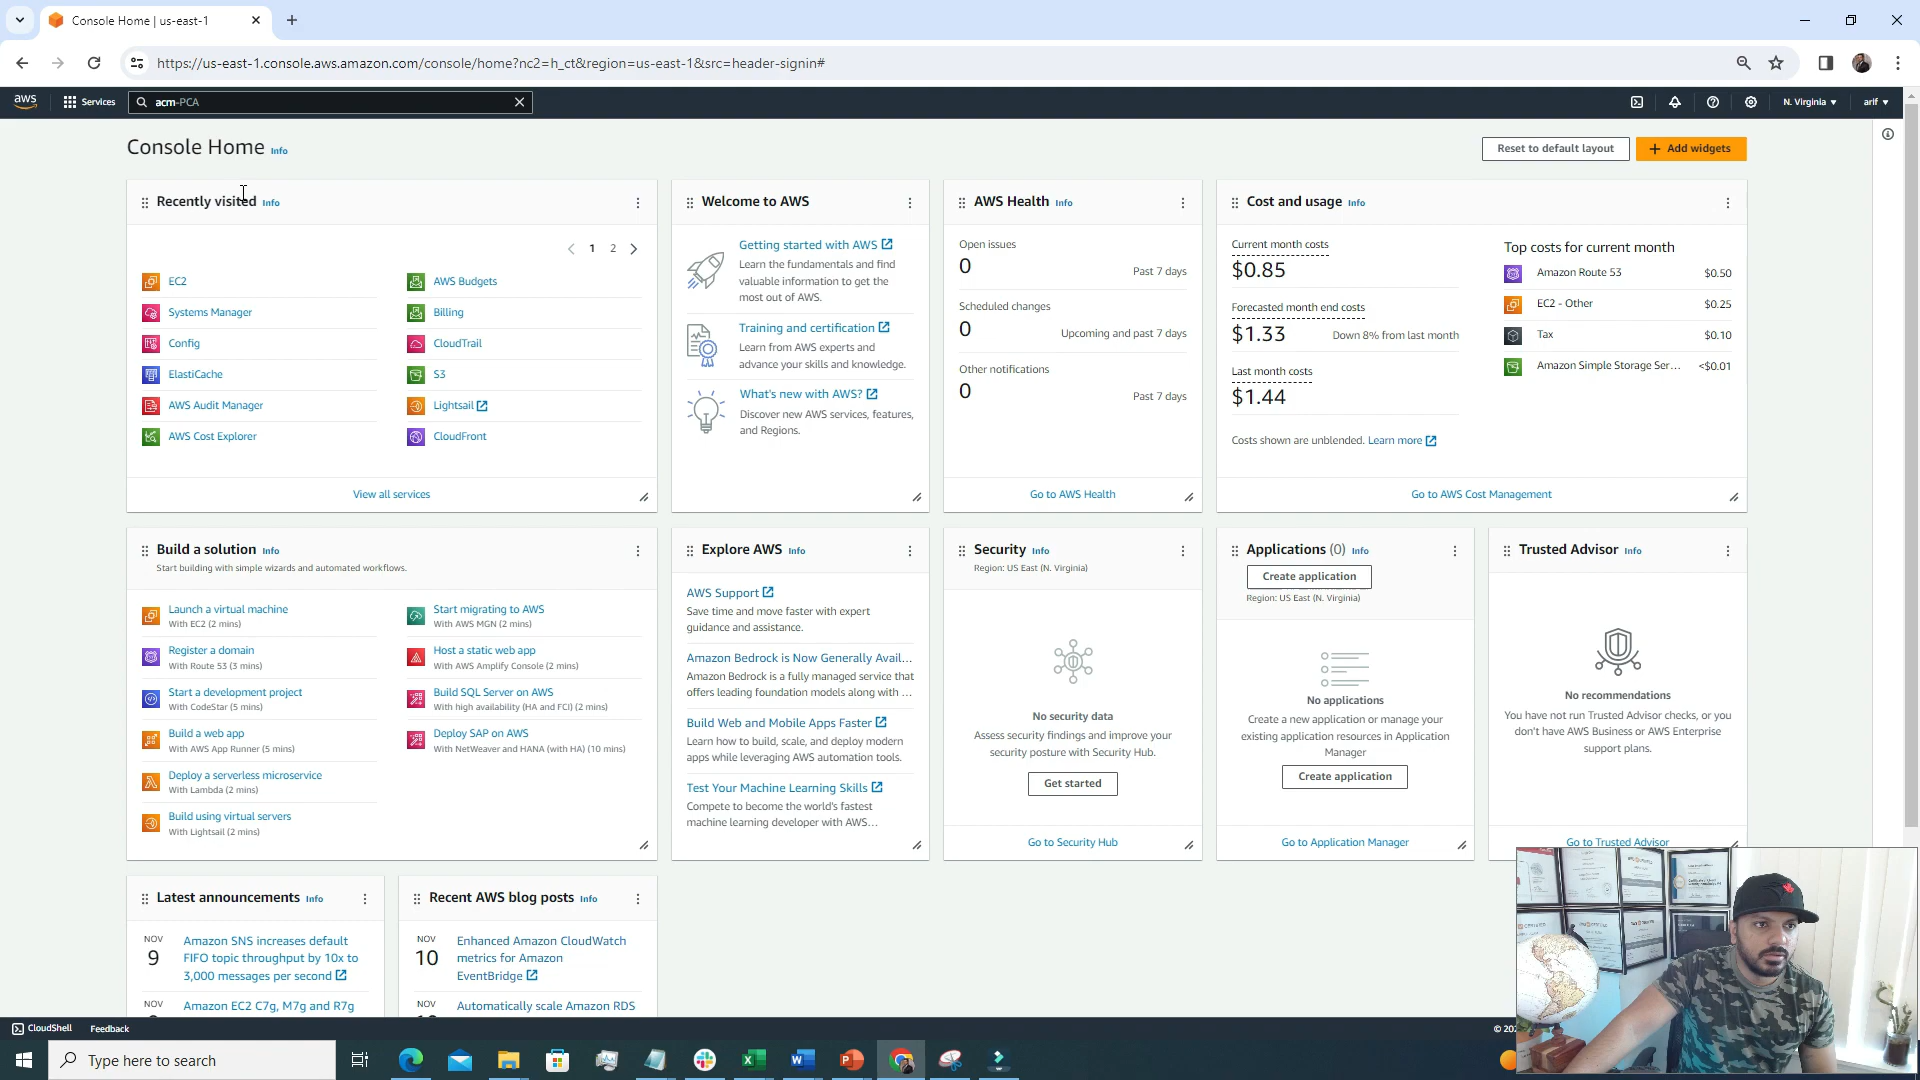 Console Home | us-east-1
https://us-east-1.console.aws.amazon.com/console/home?nc2=h_ct&region=us-east-1&src=header-signin#
aws
Services
acm-PCA
N. Virginia
arif
Console Home Info
Reset to default layout
Add widgets
Recently visited Info
1 2
EC2
Systems Manager
Config
ElastiCache
AWS Audit Manager
AWS Cost Explorer
AWS Budgets
Billing
CloudTrail
S3
Lightsail
CloudFront
View all services
Welcome to AWS
Getting started with AWS
Learn the fundamentals and find
valuable information to get the
most out of AWS.
Training and certification
Learn from AWS experts and
advance your skills and knowledge.
What's new with AWS?
Discover new AWS services, features,
and Regions.
AWS Health Info
Open issues
0
Past 7 days
Scheduled changes
0
Upcoming and past 7 days
Other notifications
0
Past 7 days
Go to AWS Health
Cost and usage Info
Current month costs
$0.85
Forecasted month end costs
$1.33
Down 8% from last month
Last month costs
$1.44
Costs shown are unblended. Learn more
Top costs for current month
Amazon Route 53 $0.50
EC2 - Other $0.25
Tax $0.10
Amazon Simple Storage Ser... <$0.01
Go to AWS Cost Management
Build a solution Info
Start building with simple wizards and automated workflows.
Launch a virtual machine
With EC2 (2 mins)
Register a domain
With Route 53 (3 mins)
Start a development project
With CodeStar (5 mins)
Build a web app
With AWS App Runner (5 mins)
Deploy a serverless microservice
With Lambda (2 mins)
Build using virtual servers
With Lightsail (2 mins)
Start migrating to AWS
With AWS MGN (2 mins)
Host a static web app
With AWS Amplify Console (2 mins)
Build SQL Server on AWS
With high availability (HA and FCI) (2 mins)
Deploy SAP on AWS
With NetWeaver and HANA (with HA) (10 mins)
Explore AWS Info
AWS Support
Save time and move faster with expert
guidance and assistance.
Amazon Bedrock is Now Generally Avail...
Amazon Bedrock is a fully managed service that
offers leading foundation models along with ...
Build Web and Mobile Apps Faster
Learn how to build, scale, and deploy modern
apps while leveraging AWS automation tools.
Test Your Machine Learning Skills
Compete to become the world's fastest
machine learning developer with AWS...
Security Info
Region: US East (N. Virginia)
No security data
Assess security findings and improve your
security posture with Security Hub.
Get started
Go to Security Hub
Applications (0) Info
Create application
Region: US East (N. Virginia)
No applications
Create a new application or manage your
existing application resources in Application
Manager
Create application
Go to Application Manager
Trusted Advisor Info
No recommendations
You have not run Trusted Advisor checks, or you
don't have AWS Business or AWS Enterprise
support plans.
Go to Trusted Advisor
Latest announcements Info
NOV
9
Amazon SNS increases default
FIFO topic throughput by 10x to
3,000 messages per second
NOV
Amazon EC2 C7g, M7g and R7g
Recent AWS blog posts Info
NOV
10
Enhanced Amazon CloudWatch
metrics for Amazon
EventBridge
NOV
Automatically scale Amazon RDS
CloudShell
Feedback
Type here to search